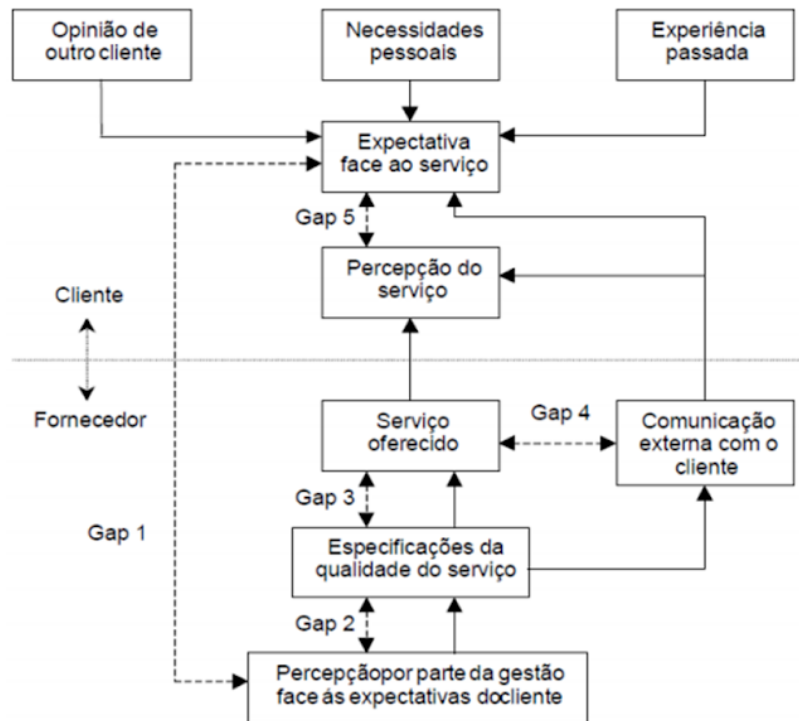 Opinião de
outro cliente
Necessidades
pessoais
Experiência
passada
Expectativa
face ao serviço
Gap 5
Percepção do
serviço
Cliente
Fornecedor
Serviço
oferecido
Gap 4
Comunicação
externa com o
cliente
Gap 3
Gap 1
Especificações da
qualidade do serviço
Gap 2
Percepçãopor parte da gestão
face ás expectativas docliente